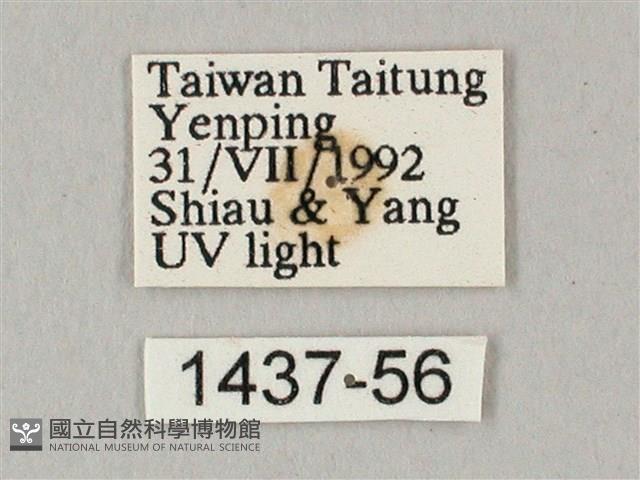 Taiwan Taitung
Yenping
31/VII/1992
Shiau & Yang
UV light
1437-56
國立自然科學博物館
NATIONAL MUSEUM OF NATURAL SCIENCE